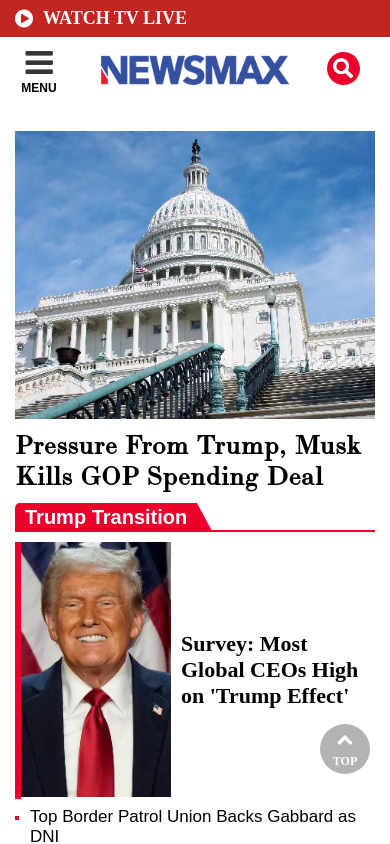 WATCH TV LIVE
MENU
NEWSMAX
Pressure From Trump, Musk
Kills GOP Spending Deal
Trump Transition
Survey: Most
Global CEOs High
on 'Trump Effect'
TOP
Top Border Patrol Union Backs Gabbard as
DNI